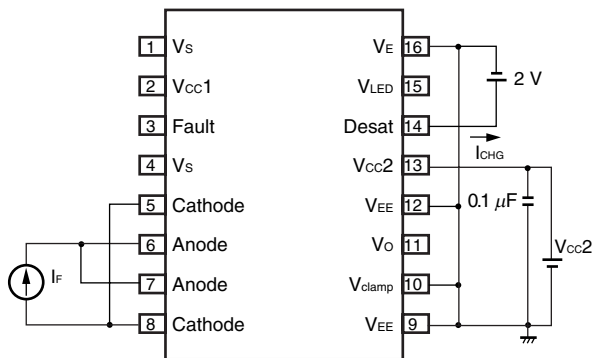 1 VS VE 16
2 VCC1 VLED 15 2 V
3 Fault Desat 14
ICHG
4 VS VCC2 13
5 Cathode VEE 12 0.1 μF
6 Anode VO 11 VCC2
IF
7 Anode Vclamp 10
8 Cathode VEE 9